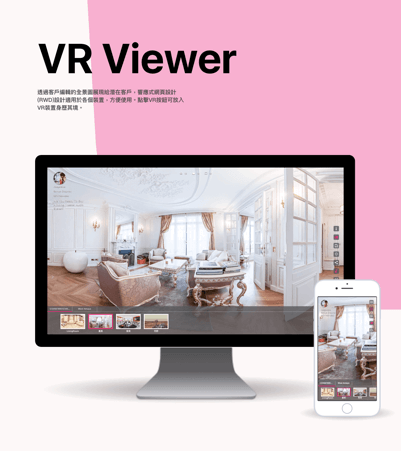 VR Viewer
透過客戶編輯的全景圖展現給潛在客戶，響應式網頁設計
(RWD)設計適用於各個裝置，方便使用。點擊VR按鈕可放入
VR裝置身歷其境。